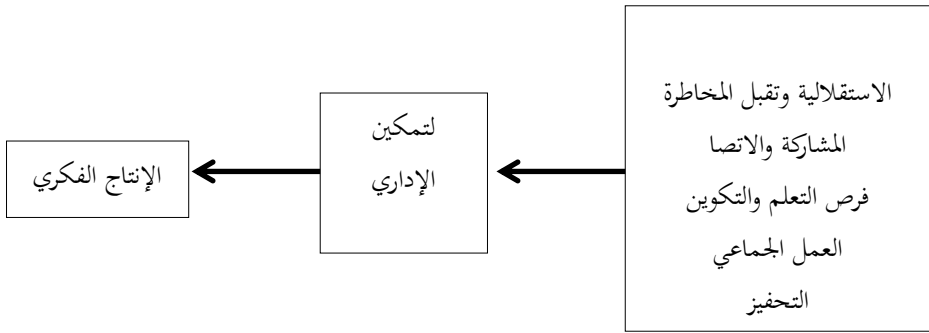 الاستقلالية وتقبل المخاطرة
المشاركة والاتصا
فرص التعلم والتكوين
العمل الجماعي
التحفيز
لتمكين
الإداري
الإنتاج الفكري